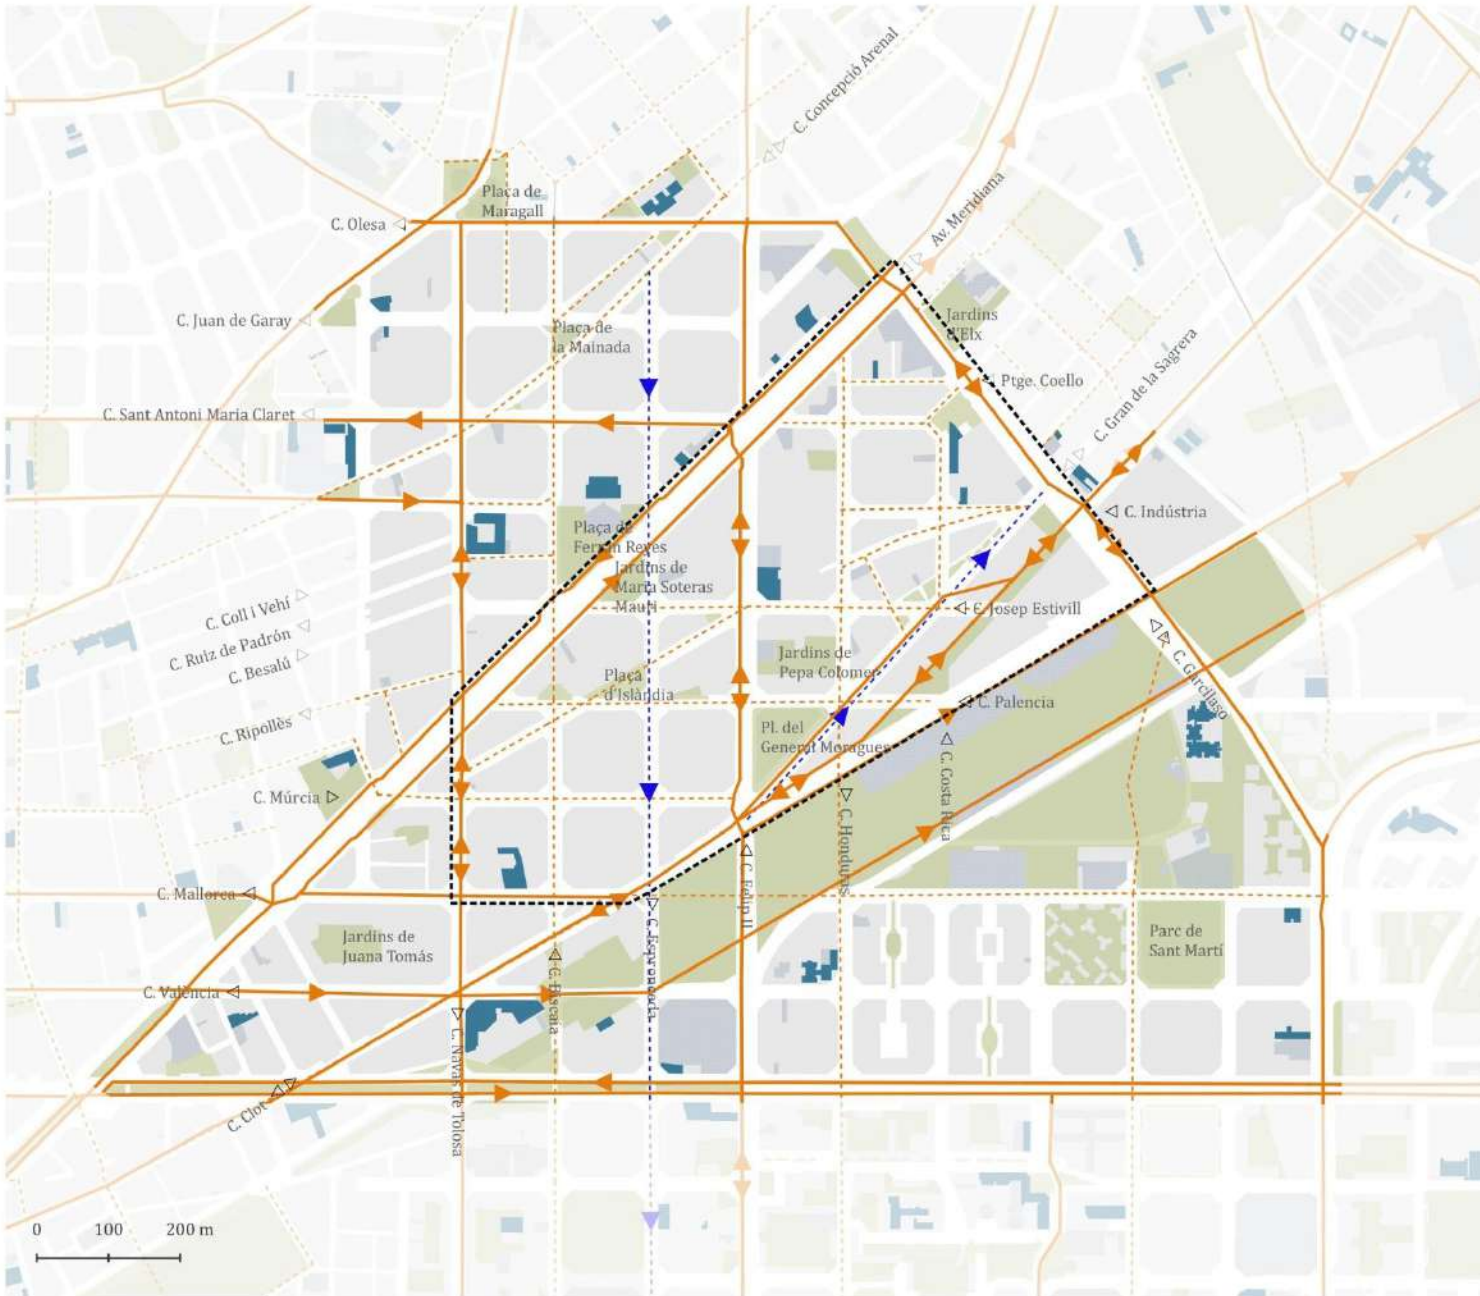 C. Concepció Arenal
Plaça de
Maragall
C. Olesa
Av. Meridiana
C. Juan de Garay
Plaça de
la Mainada
Jardins
d'Elx
Ptge. Coello
C. Gran de la Sagrera
C. Sant Antoni Maria Claret
C. Indústria
Plaça de
Ferran Reyes
Jardins de
Maria Soteras
Mauri
C. Coll i Vehí
C. Ruiz de Padrón
C. Besalú
C. Josep Estivill
Jardins de
Pepa Colomer
Plaça
d'Islàndia
C. Garcilaso
C. Palencia
C. Ripollès
Pl. del
General Moragues
C. Múrcia
C. Costa Rica
C. Honduras
C. Mallorca
C. Felip II
C. Espronceda
Jardins de
Juana Tomás
Parc de
Sant Martí
C. València
C. Biscaia
C. Navas de Tolosa
C. Clot
0 100 200 m